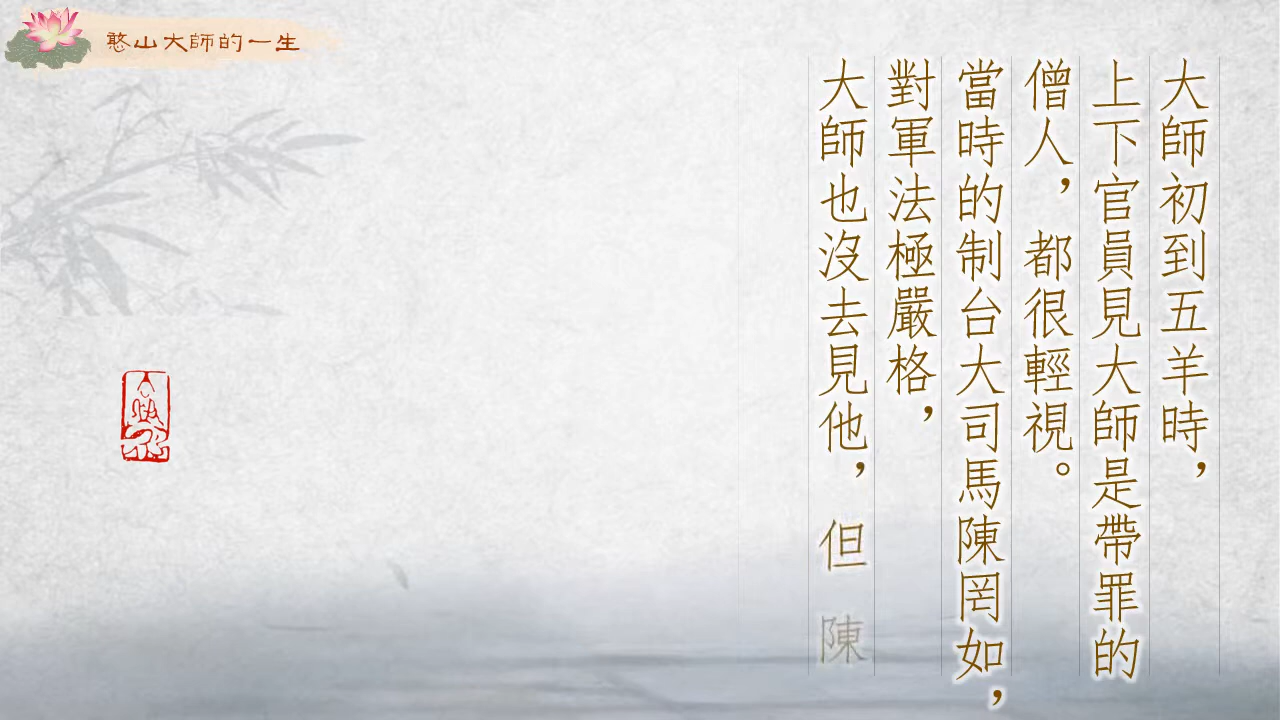 憨山大師的一生
大師初到五羊時，
上下官員見大師是帶罪的
僧人，都很輕視。
當時的制台大司馬陳罔如，
對軍法極嚴格，
大師也沒去見他，但陳